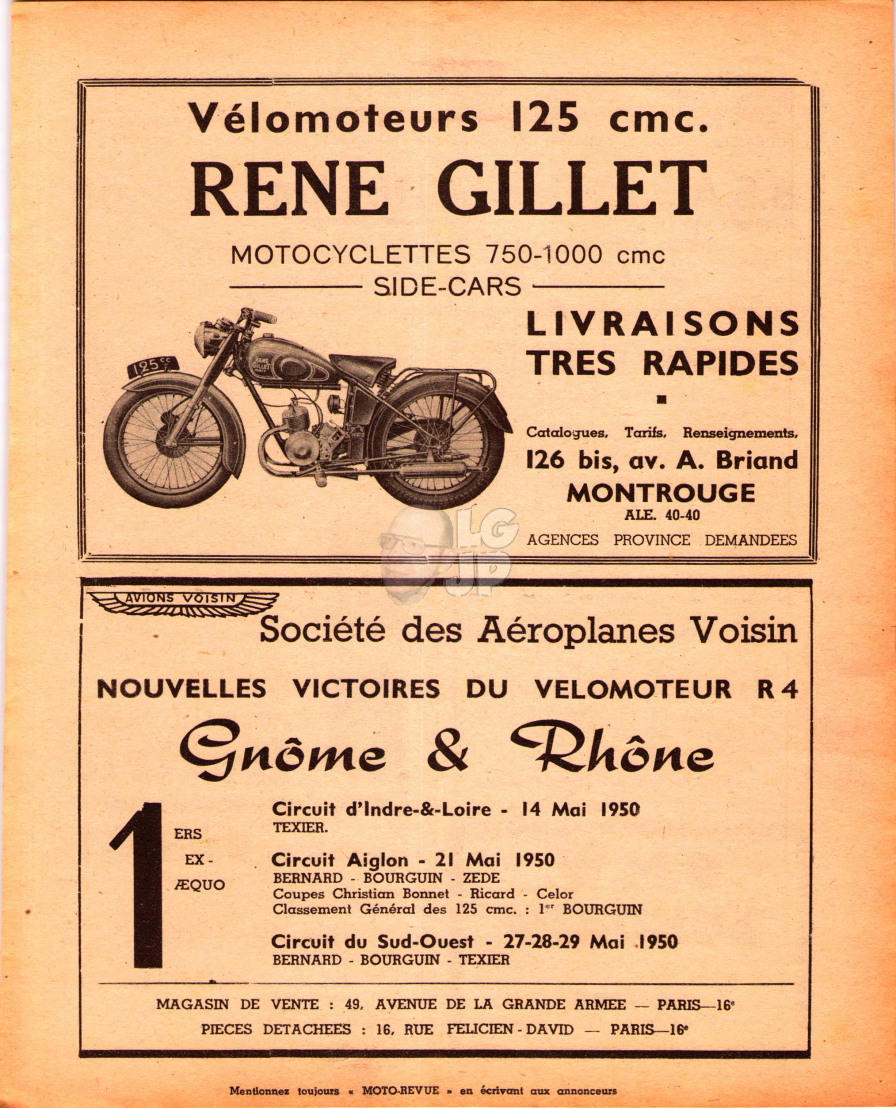 Vélomoteurs 125 cmc.
RENE GILLET
MOTOCYCLETTES 750-1000 cmc
SIDE-CARS
LIVRAISONS
TRES RAPIDES
125cc
RENE
GILLET
Catalogues, Tarifs, Renseignements,
126 bis, av. A. Briand
MONTROUGE
ALE. 40-40
AGENCES PROVINCE DEMANDEES
LG
JP
AVIONS VOISIN
Société des Aéroplanes Voisin
NOUVELLES VICTOIRES DU VELOMOTEUR R4
Gnôme & Rhône
1
ERS
EX-
ÆQUO
Circuit d'Indre-&-Loire - 14 Mai 1950
TEXIER.
Circuit Aiglon - 21 Mai 1950
BERNARD - BOURGUIN - ZEDE
Coupes Christian Bonnet - Ricard - Celor
Classement Général des 125 cmc. : 1er BOURGUIN
Circuit du Sud-Ouest - 27-28-29 Mai 1950
BERNARD - BOURGUIN - TEXIER
MAGASIN DE VENTE : 49, AVENUE DE LA GRANDE ARMEE — PARIS—16e
PIECES DETACHEES : 16, RUE FELICIEN-DAVID — PARIS—16e
Mentionnez toujours « MOTO-REVUE » en écrivant aux annonceurs